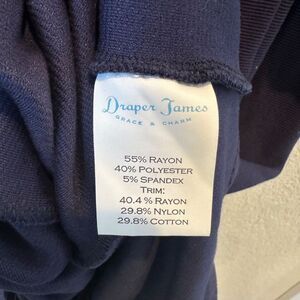 Draper James
GRACE & CHARM
55% RAYON
40% POLYESTER
5% SPANDEX
TRIM:
40.4 % RAYON
29.8% NYLON
29.8% COTTON